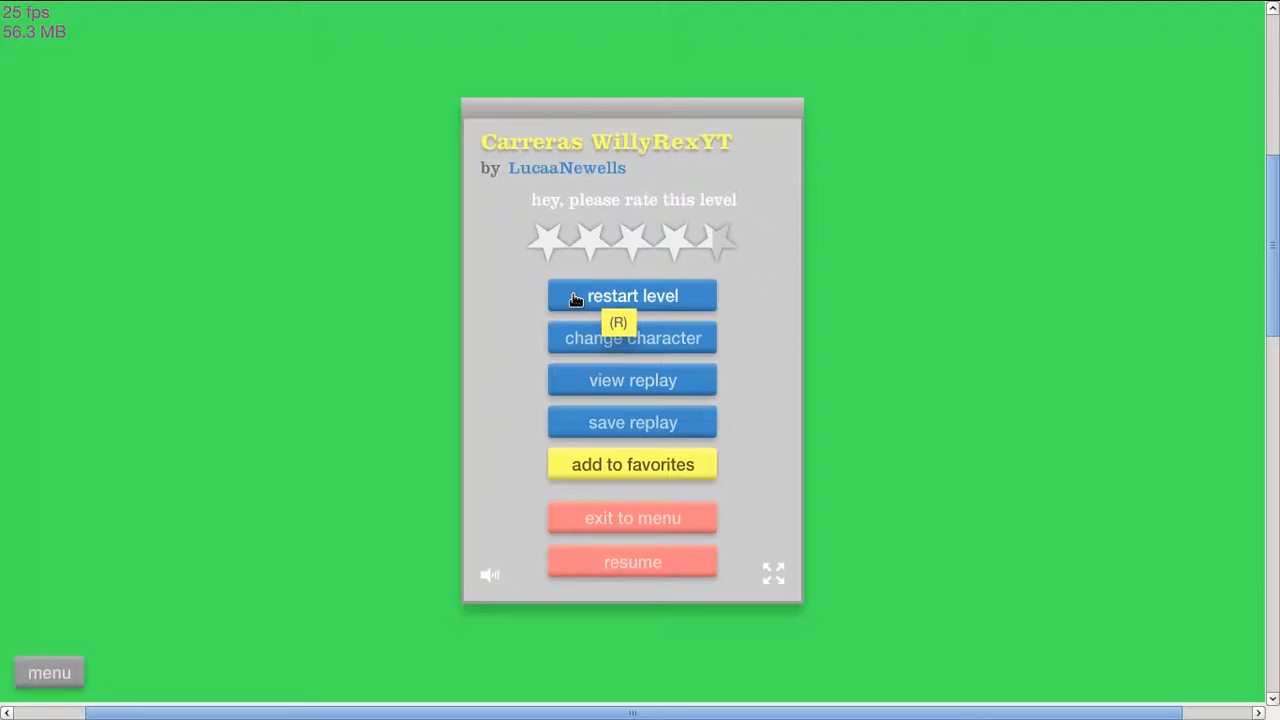 25 fps
56.3 MB
Carreras WillyRexYT
by LucaaNewells
hey, please rate this level
restart level
(R)
change character
view replay
save replay
add to favorites
exit to menu
resume
menu